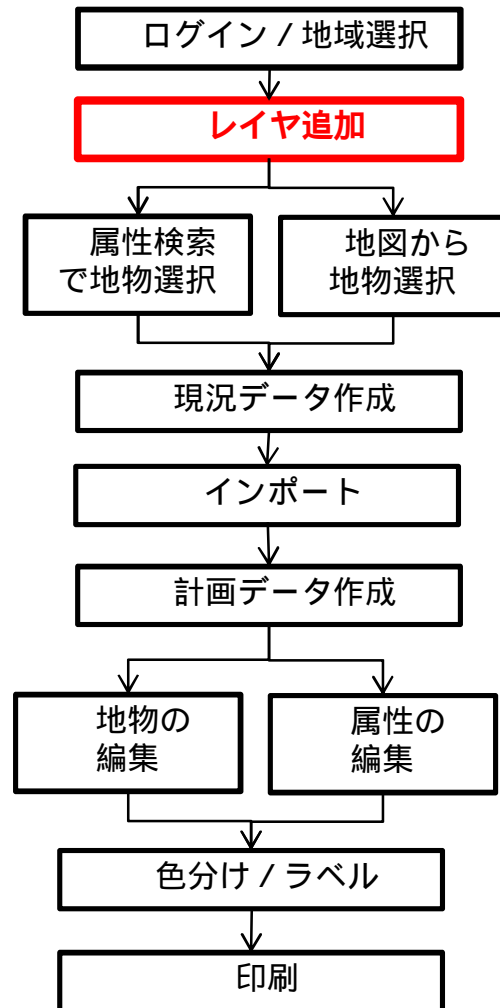 ログイン / 地域選択
レイヤ追加
属性検索
で地物選択
地図から
地物選択
現況データ作成
インポート
計画データ作成
地物の
編集
属性の
編集
色分け / ラベル
印刷